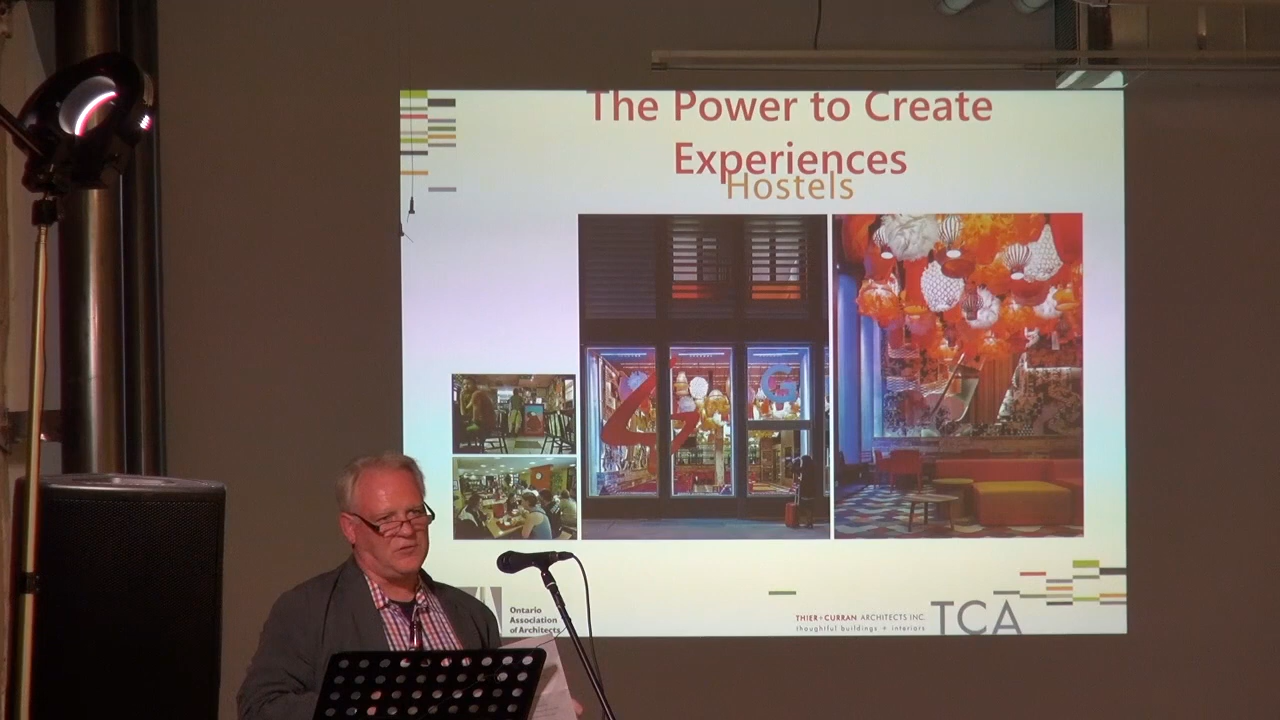 The Power to Create
Experiences
Hostels
G
Ontario
Association
of Architects
THIER+CURRAN ARCHITECTS INC.
thoughtful buildings + interiors
TCA